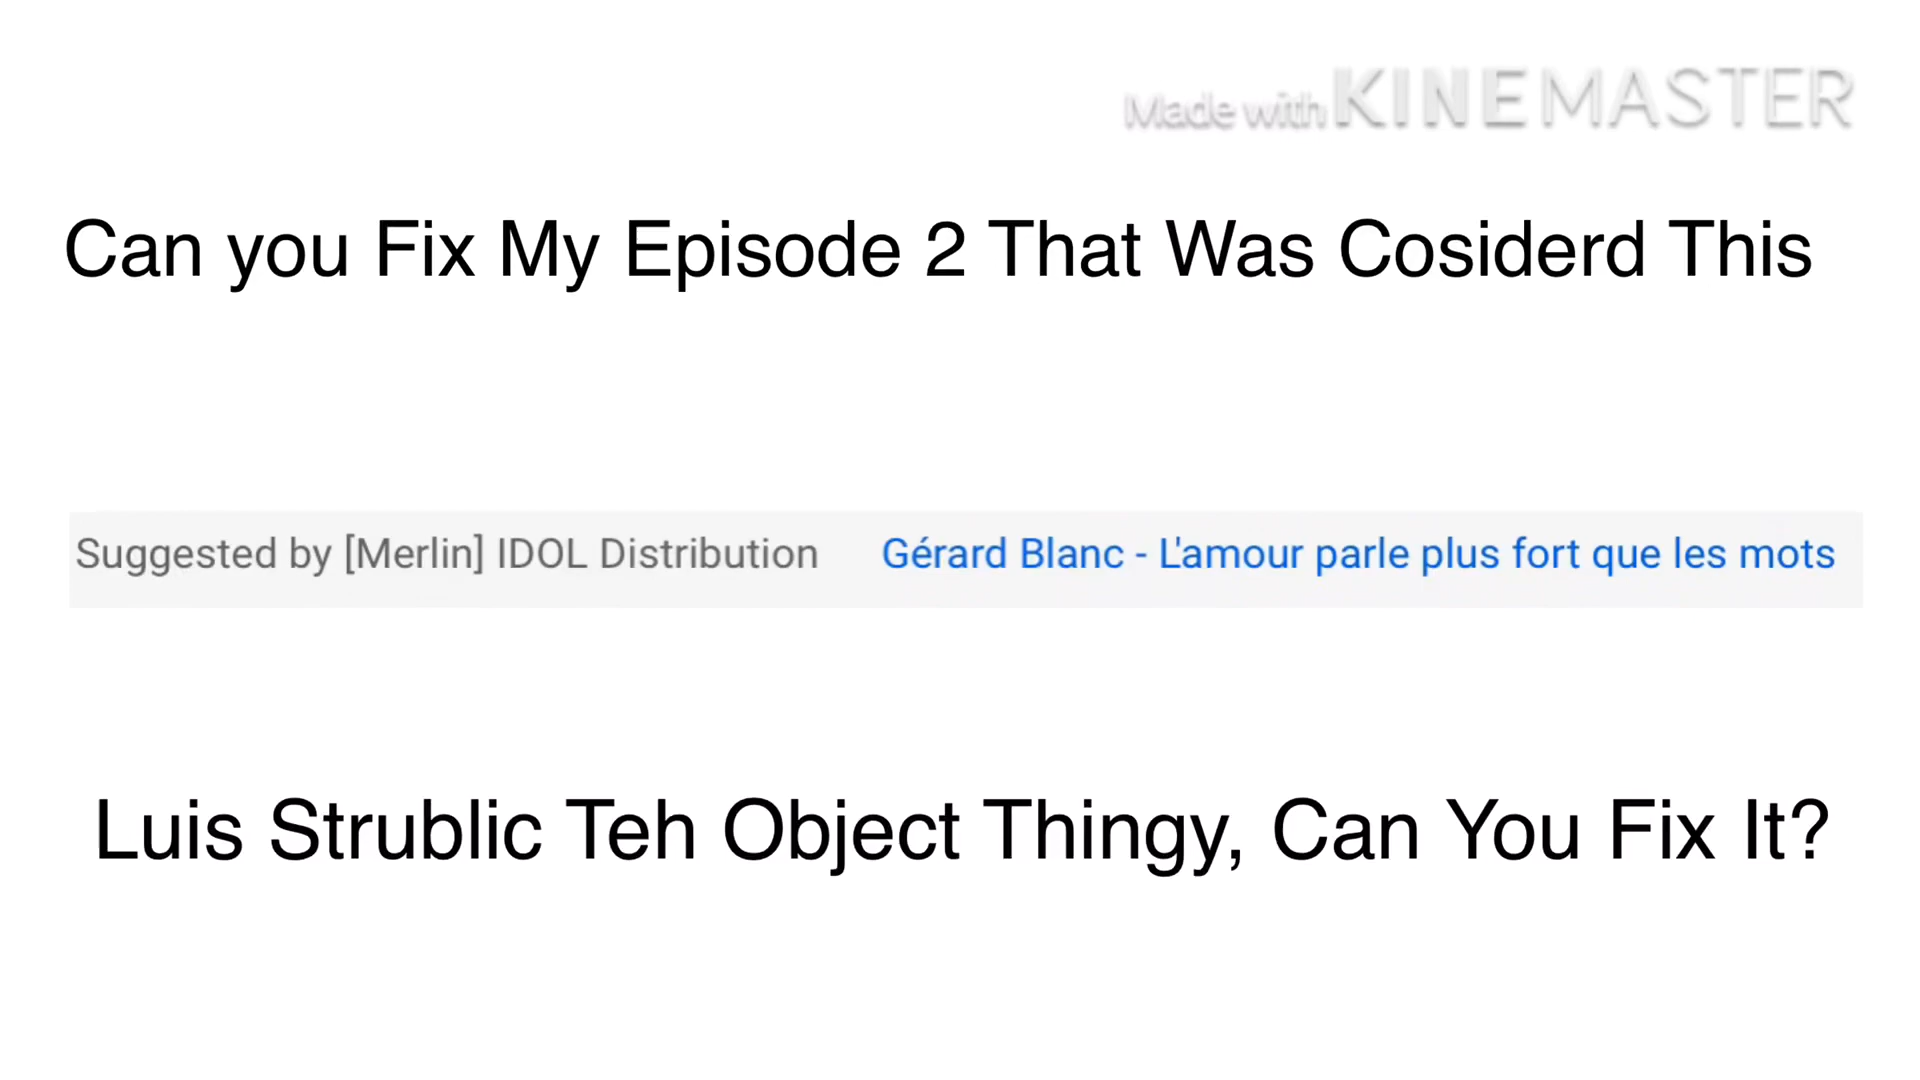 Made with KINEMASTER
Can you Fix My Episode 2 That Was Cosiderd This
Suggested by [Merlin] IDOL Distribution Gérard Blanc - L'amour parle plus fort que les mots
Luis Strublic Teh Object Thingy, Can You Fix It?